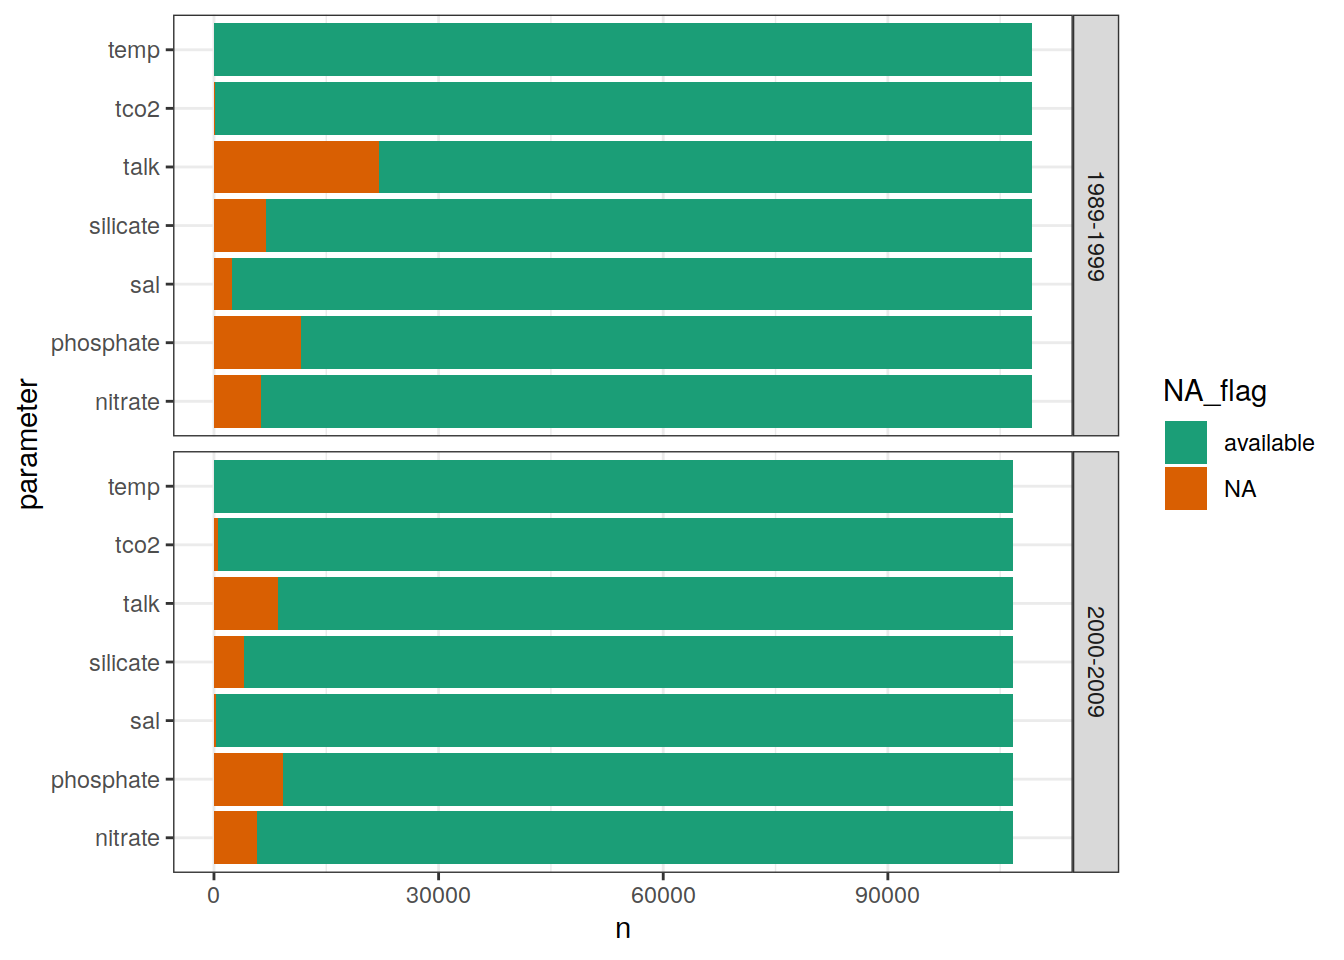 temp
tco2
talk
silicate
sal
phosphate
nitrate
1989-1999
temp
tco2
talk
silicate
sal
phosphate
nitrate
2000-2009
0 30000 60000 90000
n
parameter
NA_flag
available
NA